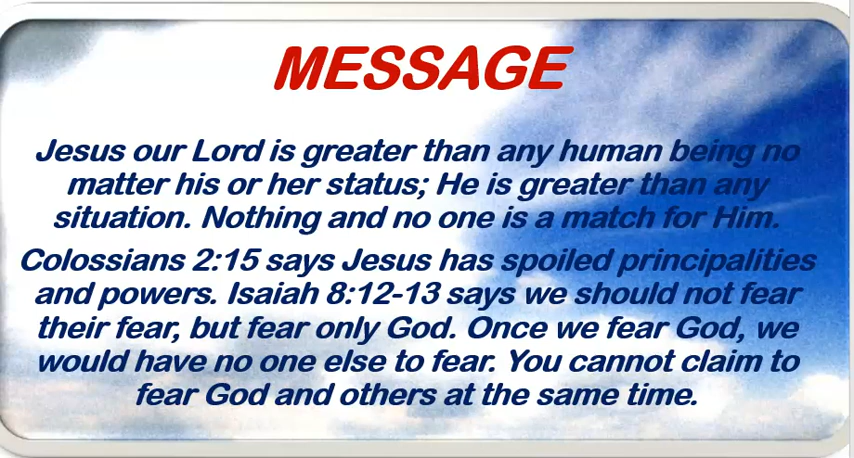 MESSAGE
Jesus our Lord is greater than any human being no
matter his or her status; He is greater than any
situation. Nothing and no one is a match for Him.
Colossians 2:15 says Jesus has spoiled principalities
and powers. Isaiah 8:12-13 says we should not fear
their fear, but fear only God. Once we fear God, we
would have no one else to fear. You cannot claim to
fear God and others at the same time.